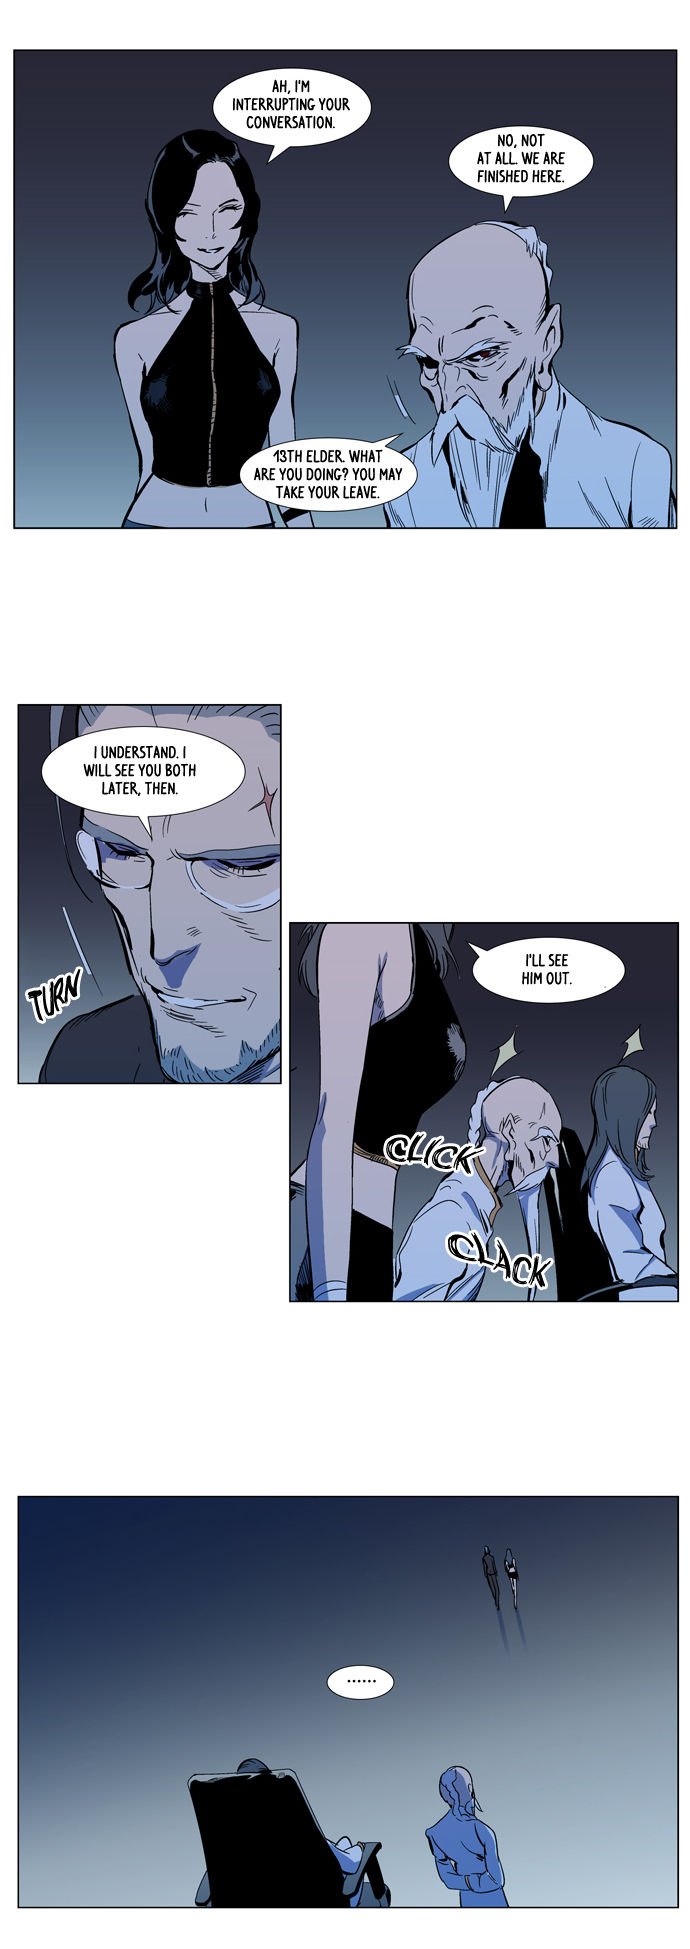 AH, I'M
INTERRUPTING YOUR
CONVERSATION.
NO, NOT
AT ALL. WE ARE
FINISHED HERE.
13TH ELDER. WHAT
ARE YOU DOING? YOU MAY
TAKE YOUR LEAVE.
I UNDERSTAND. I
WILL SEE YOU BOTH
LATER, THEN.
TURN
I'LL SEE
HIM OUT.
CLICK
CLACK
......